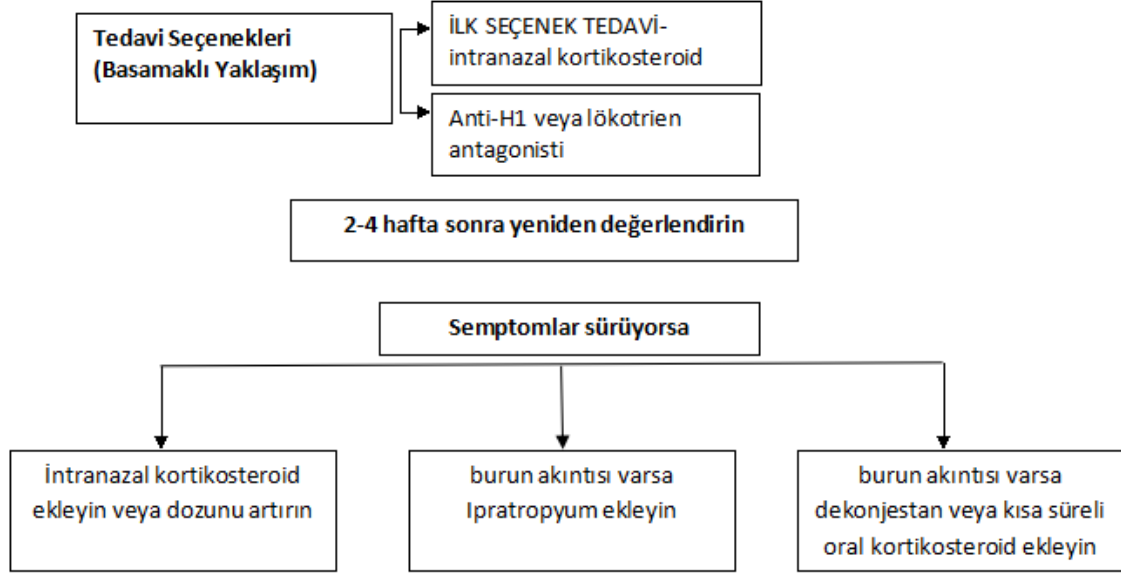 Tedavi Seçenekleri
(Basamaklı Yaklaşım)
İLK SEÇENEK TEDAVİ-
intranazal kortikosteroid
Anti-H1 veya lökotrien
antagonisti
2-4 hafta sonra yeniden değerlendirin
Semptomlar sürüyorsa
İntranazal kortikosteroid
ekleyin veya dozunu artırın
burun akıntısı varsa
Ipratropyum ekleyin
burun akıntısı varsa
dekonjestan veya kısa süreli
oral kortikosteroid ekleyin